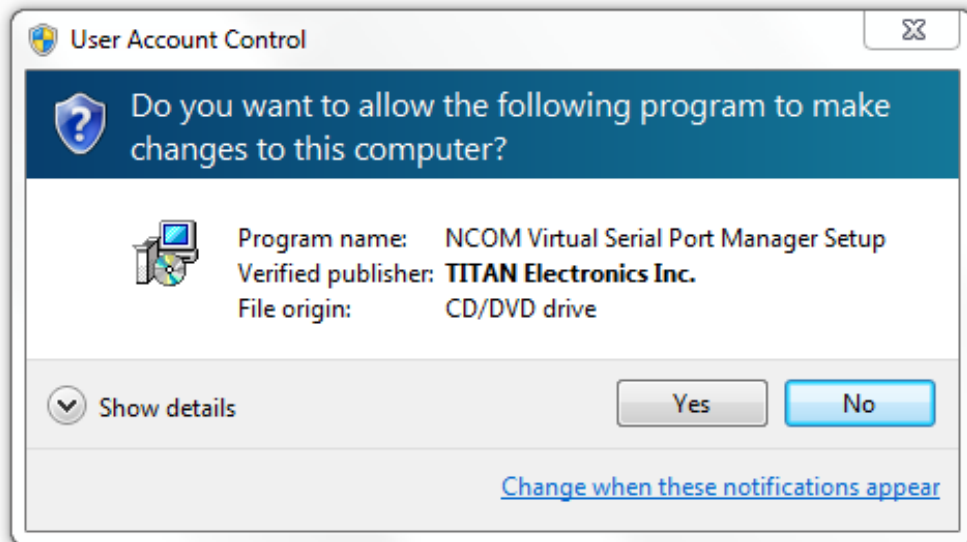 User Account Control
Do you want to allow the following program to make
changes to this computer?
Program name: NCOM Virtual Serial Port Manager Setup
Verified publisher: TITAN Electronics Inc.
File origin: CD/DVD drive
Show details
Yes
No
Change when these notifications appear